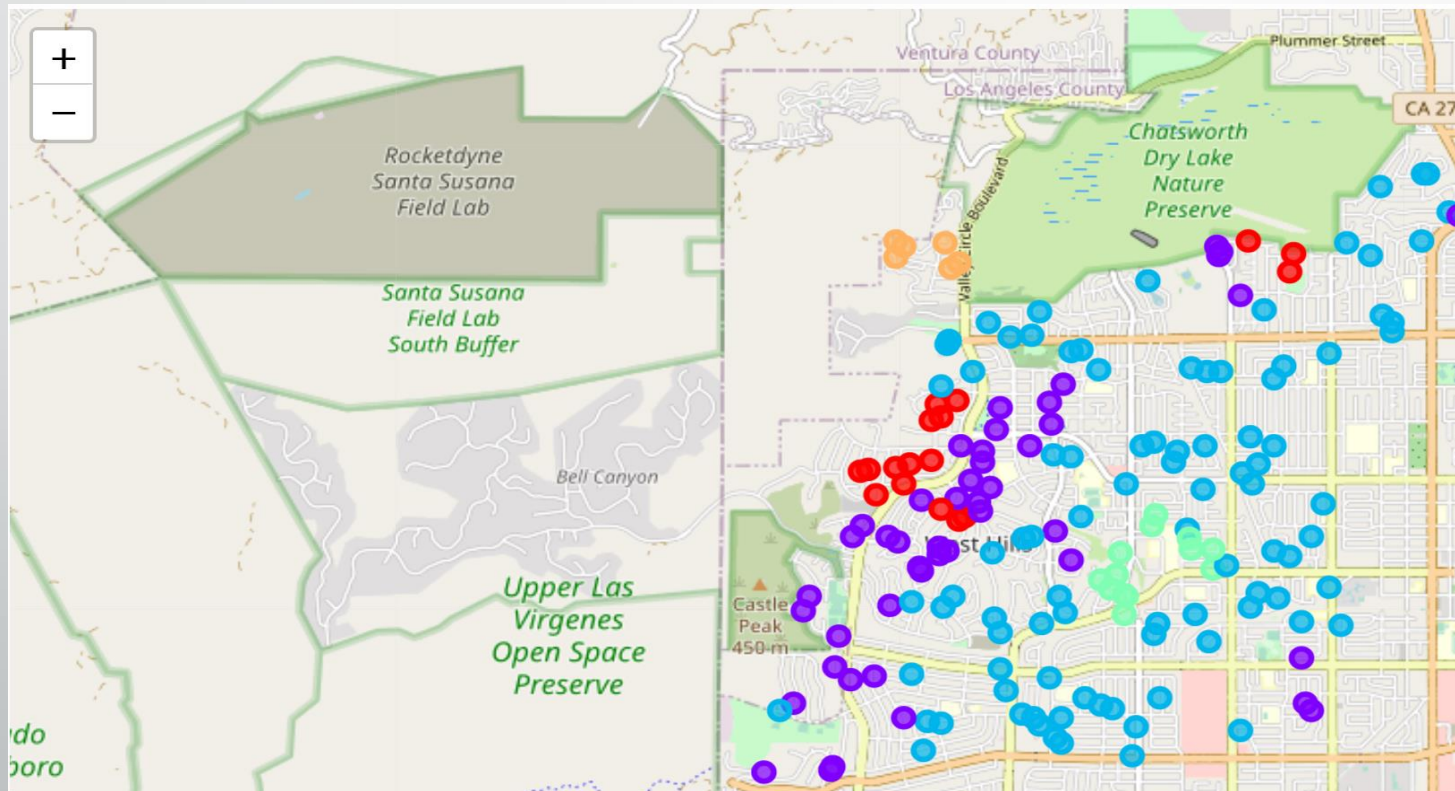 +
−
Ventura County
Los Angeles County
Plummer Street
CA 27
Rocketdyne
Santa Susana
Field Lab
Chatsworth
Dry Lake
Nature
Preserve
Valley Circle Boulevard
Santa Susana
Field Lab
South Buffer
Bell Canyon
West Hills
Upper Las
Virgenes
Open Space
Preserve
Castle
Peak
450 m
do
boro